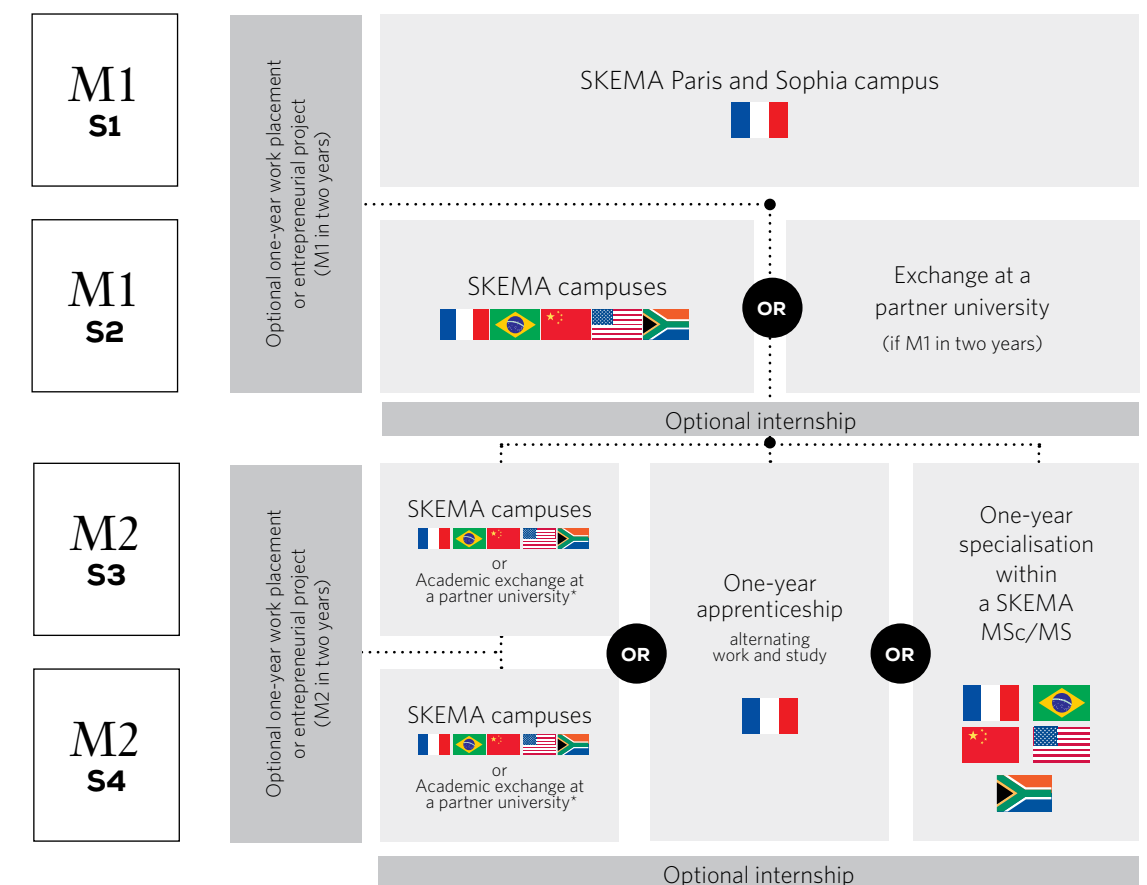 M1
S1
Optional one-year work placement
or entrepreneurial project
(M1 in two years)
SKEMA Paris and Sophia campus
M1
S2
SKEMA campuses
OR
Exchange at a
partner university
(if M1 in two years)
Optional internship
M2
S3
Optional one-year work placement
or entrepreneurial project
(M2 in two years)
SKEMA campuses
or
Academic exchange at
a partner university*
OR
One-year
apprenticeship
alternating
work and study
OR
One-year
specialisation
within
a SKEMA
MSc/MS
M2
S4
SKEMA campuses
or
Academic exchange at
a partner university*
Optional internship